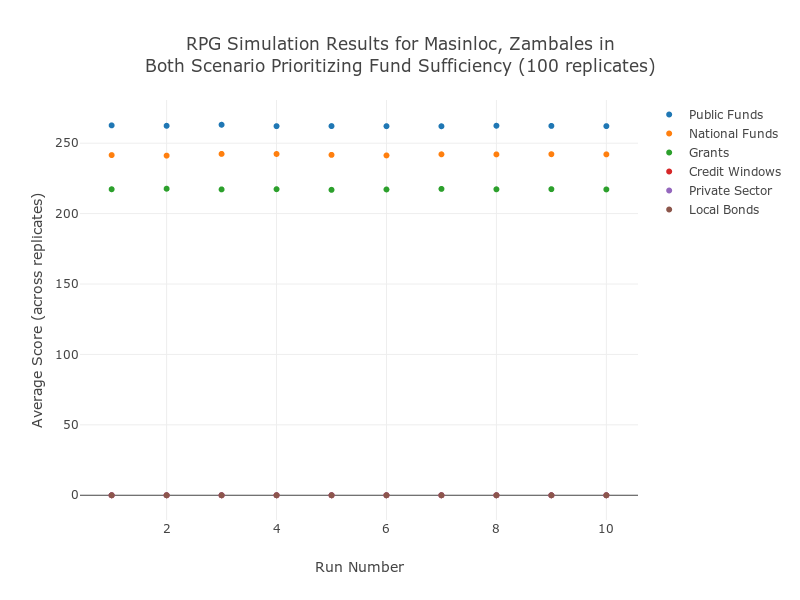 RPG Simulation Results for Masinloc, Zambales in
Both Scenario Prioritizing Fund Sufficiency (100 replicates)
Public Funds
National Funds
Grants
Credit Windows
Private Sector
Local Bonds
Average Score (across replicates)
250
200
150
100
50
0
2
4
6
8
10
Run Number